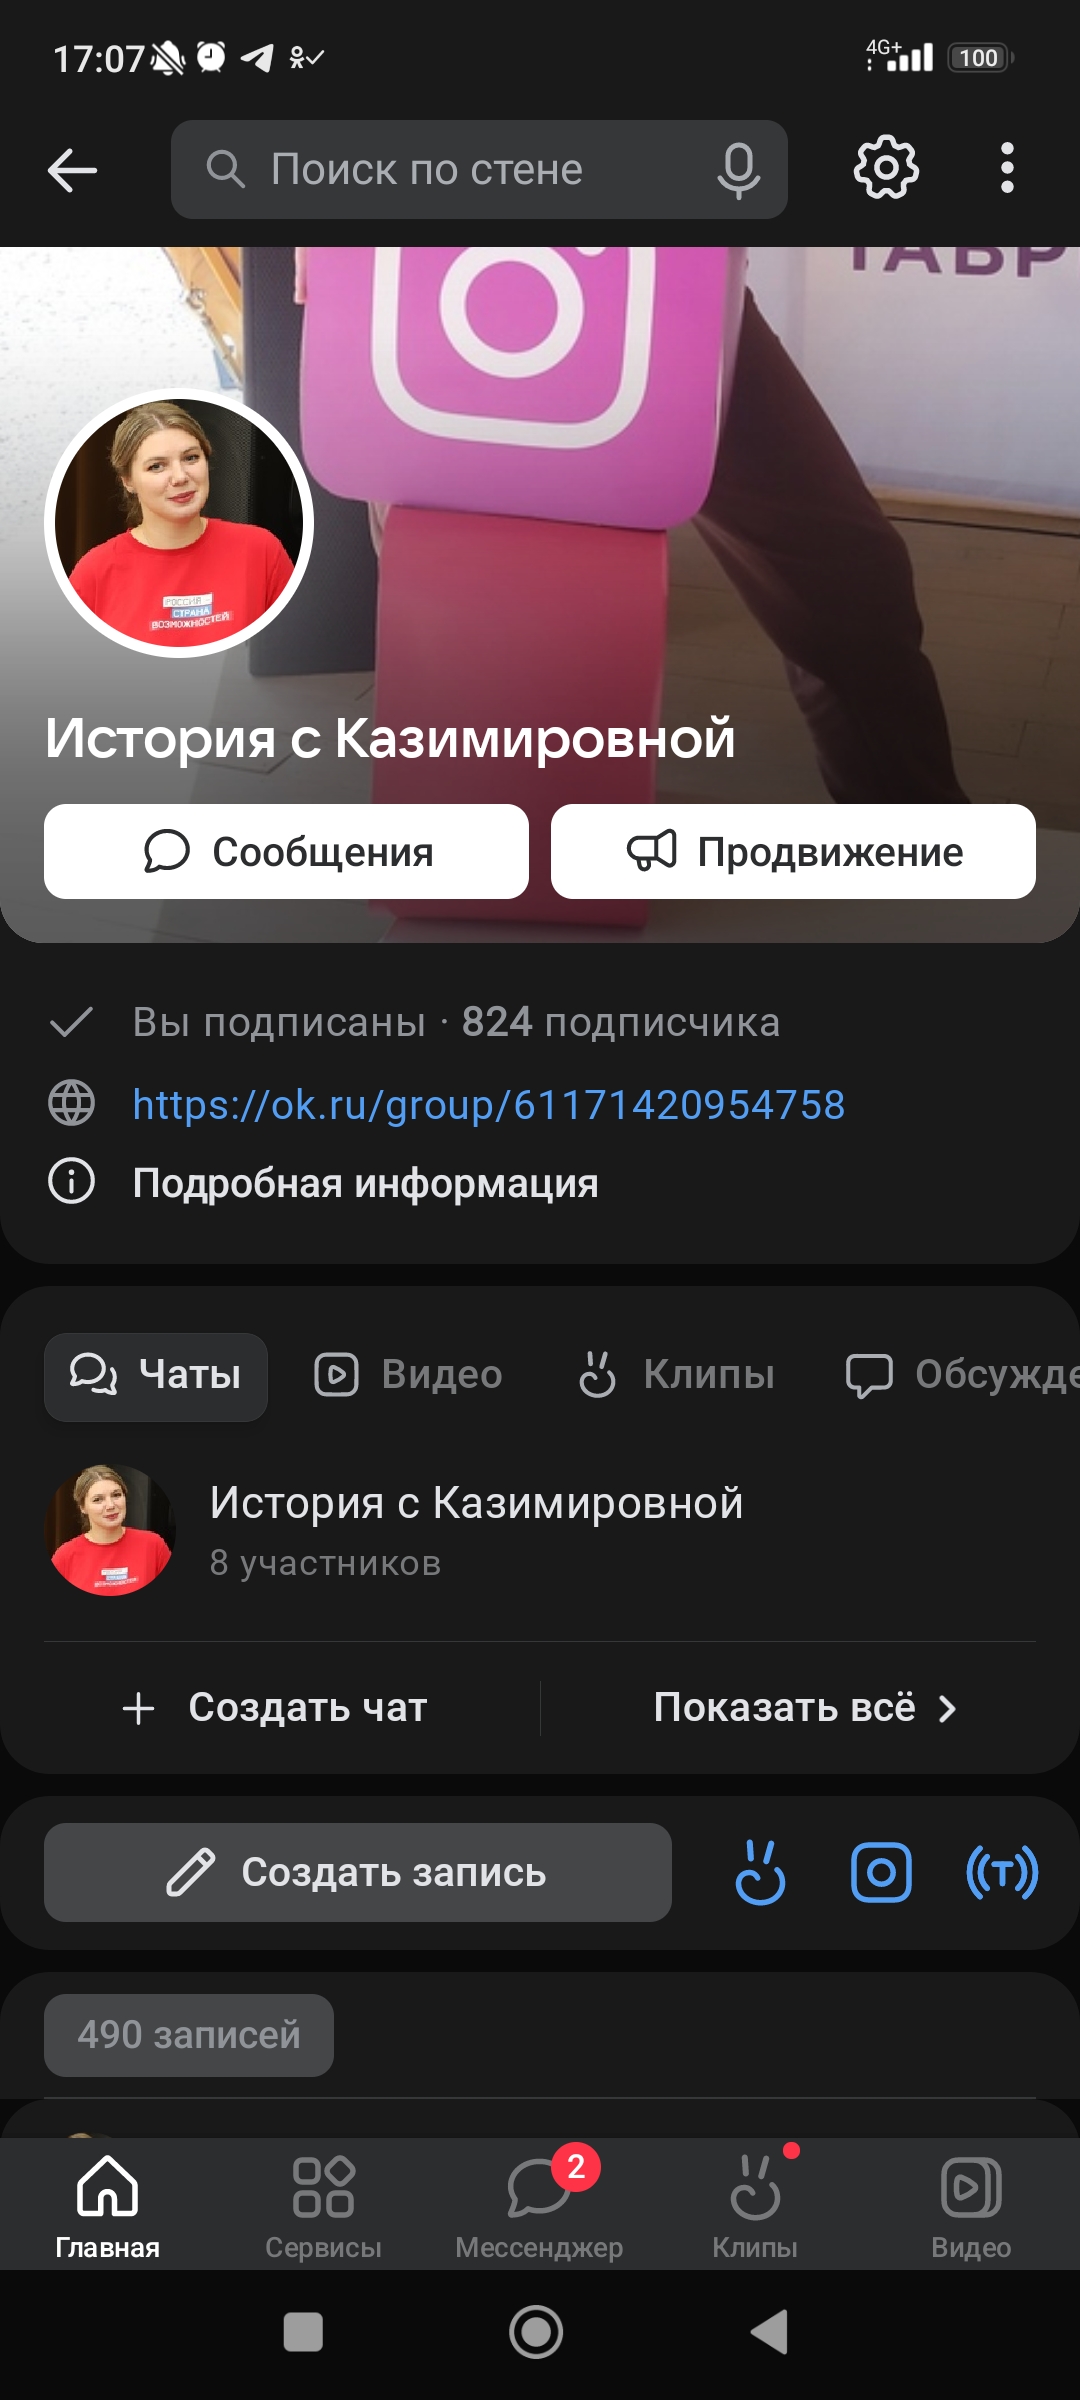 17:07
4G+
100
Поиск по стене
ТАВР
РОССИЯ
СТРАНА
ВОЗМОЖНОСТЕЙ
История с Казимировной
Сообщения
Продвижение
Вы подписаны · 824 подписчика
https://ok.ru/group/61171420954758
Подробная информация
Чаты
Видео
Клипы
Обсужде
История с Казимировной
8 участников
Создать чат
Показать всё
Создать запись
490 записей
2
Главная
Сервисы
Мессенджер
Клипы
Видео